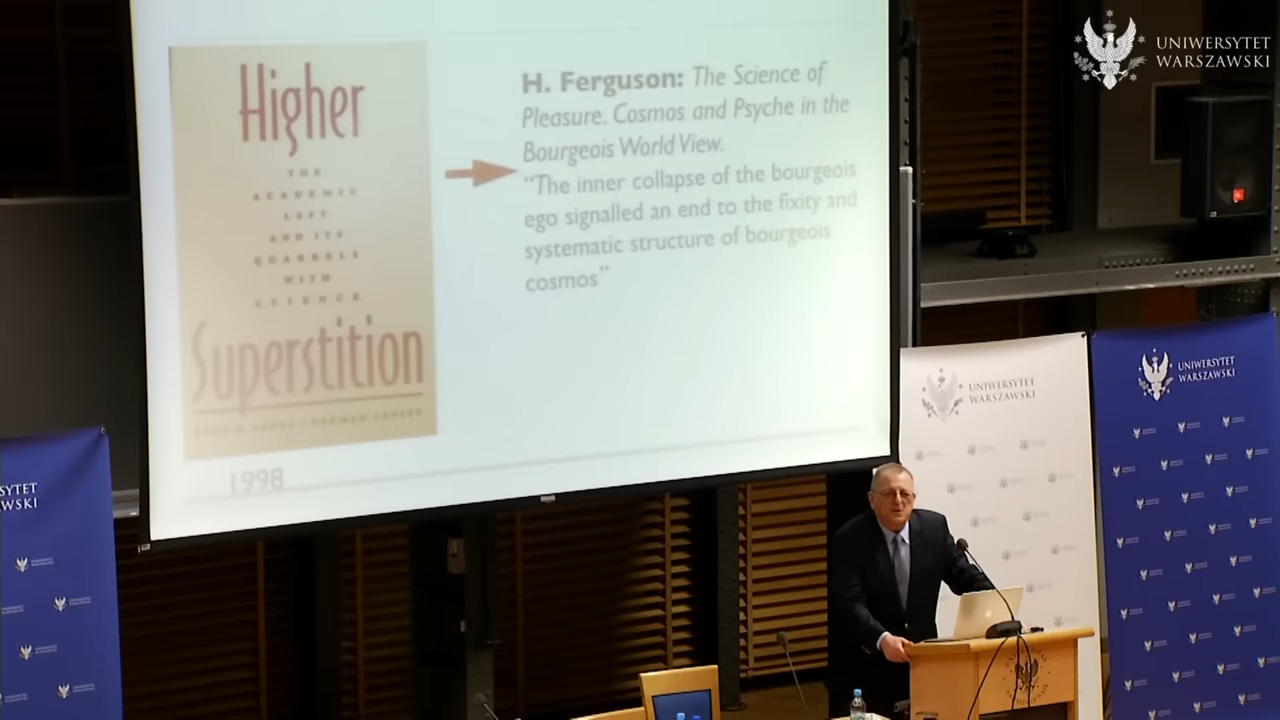 UNIWERSYTET
WARSZAWSKI
Higher
THE
ACADEMIC
LEFT
AND ITS
QUARRELS
WITH
SCIENCE
Superstition
1998
H. Ferguson: The Science of
Pleasure. Cosmos and Psyche in the
Bourgeois World View.
“The inner collapse of the bourgeois
ego signalled an end to the fixity and
systematic structure of bourgeois
cosmos”
UNIWERSYTET
WARSZAWSKI
UNIWERSYTET
WARSZAWSKI
SYTET
WSKI